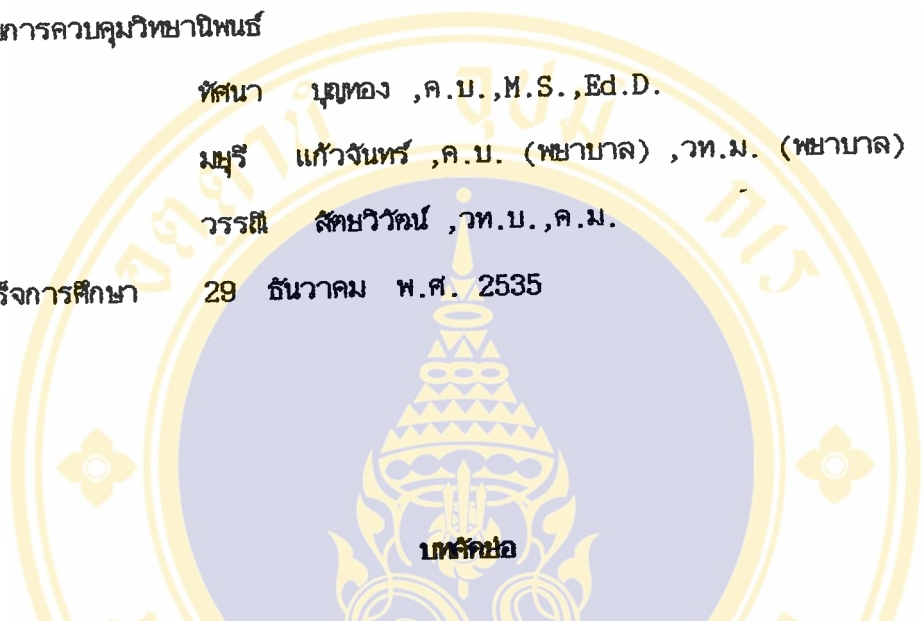 การควบคุมวิทยานิพนธ์
ทัศนา บุญทอง ,ค.บ.,M.S.,Ed.D.
มยุรี แก้วจันทร์ ,ค.บ. (พยาบาล) ,วท.ม. (พยาบาล)
วรรณี สัตยวิวัฒน์ ,วท.บ.,ค.ม.
ร็จการศึกษา 29 ธันวาคม พ.ศ. 2535
บทคัดย่อ